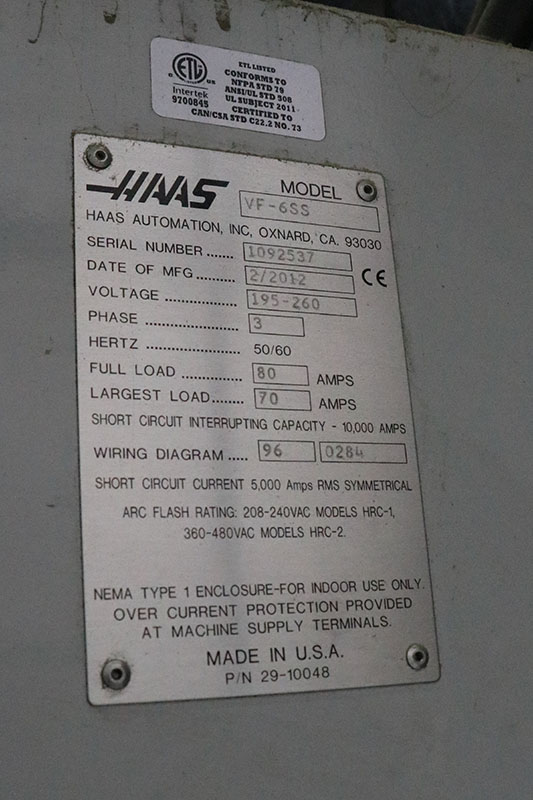 ETL LISTED
CONFORMS TO
NFPA STD 79
ANSI/UL STD 508
UL SUBJECT 2011
CERTIFIED TO
CAN/CSA STD C22.2 NO. 73
ETL
C US
Intertek
9700845
HAAS
MODEL
VF-6SS
HAAS AUTOMATION, INC, OXNARD, CA. 93030
SERIAL NUMBER ...... 1092537
DATE OF MFG ......... 2/2012 CE
VOLTAGE ................. 195-260
PHASE ..................... 3
HERTZ ..................... 50/60
FULL LOAD ............. 80 AMPS
LARGEST LOAD....... 70 AMPS
SHORT CIRCUIT INTERRUPTING CAPACITY - 10,000 AMPS
WIRING DIAGRAM ..... 96 0284
SHORT CIRCUIT CURRENT 5,000 Amps RMS SYMMETRICAL
ARC FLASH RATING: 208-240VAC MODELS HRC-1,
360-480VAC MODELS HRC-2.
NEMA TYPE 1 ENCLOSURE-FOR INDOOR USE ONLY.
OVER CURRENT PROTECTION PROVIDED
AT MACHINE SUPPLY TERMINALS.
MADE IN U.S.A.
P/N 29-10048